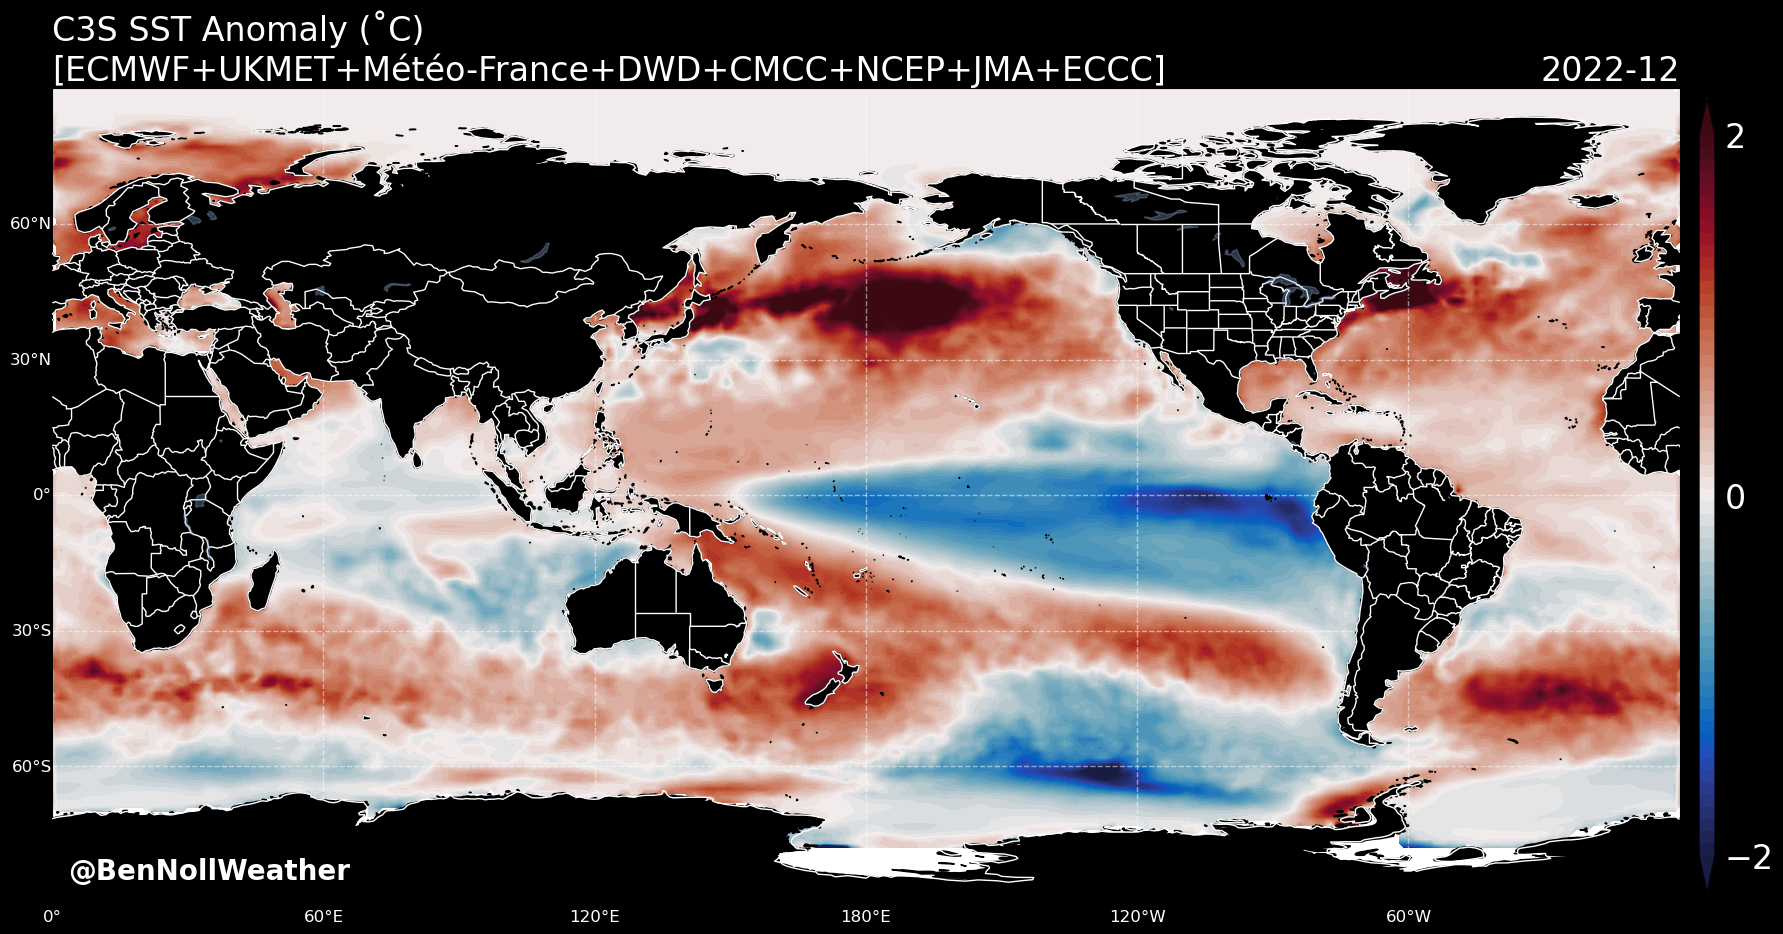 C3S SST Anomaly (˚C)
[ECMWF+UKMET+Météo-France+DWD+CMCC+NCEP+JMA+ECCC]
2022-12
2
60°N
30°N
0°
0
30°S
60°S
−2
@BenNollWeather
0°
60°E
120°E
180°E
120°W
60°W